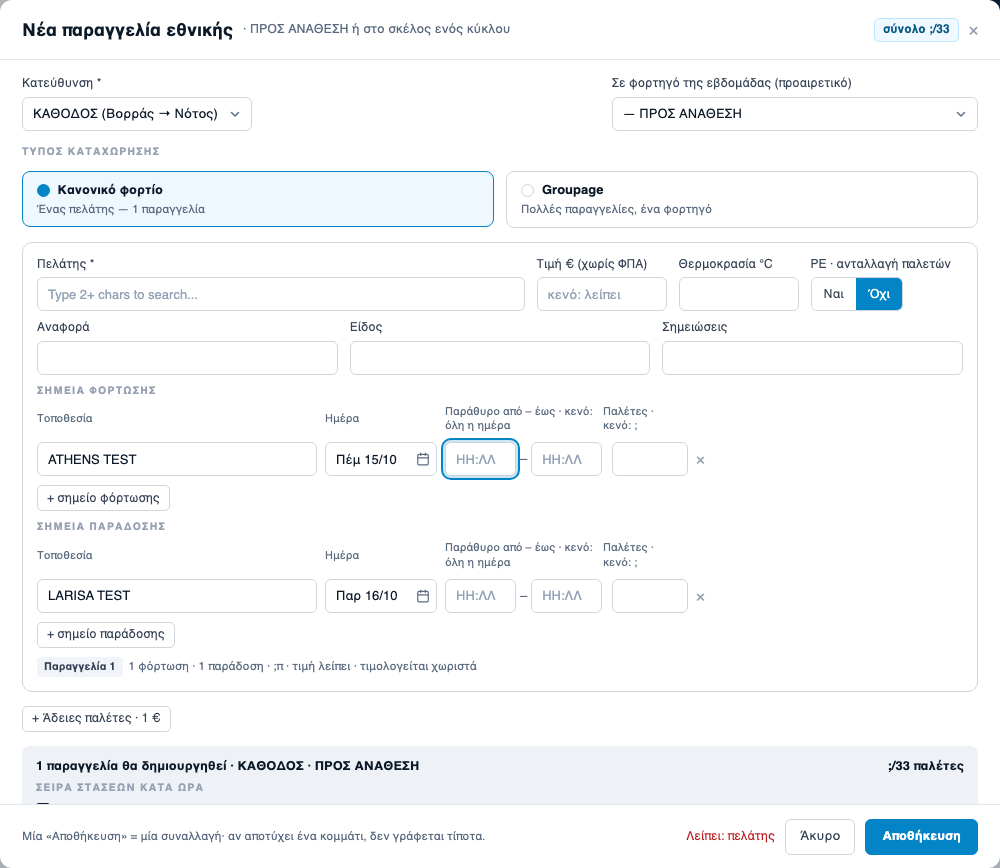 Νέα παραγγελία εθνικής · ΠΡΟΣ ΑΝΑΘΕΣΗ ή στο σκέλος ενός κύκλου σύνολο ;/33 ×
Κατεύθυνση * Σε φορτηγό της εβδομάδας (προαιρετικό)
ΚΑΘΟΔΟΣ (Βορράς → Νότος) — ΠΡΟΣ ΑΝΑΘΕΣΗ
ΤΥΠΟΣ ΚΑΤΑΧΩΡΗΣΗΣ
Κανονικό φορτίο Groupage
Ένας πελάτης — 1 παραγγελία Πολλές παραγγελίες, ένα φορτηγό
Πελάτης * Τιμή € (χωρίς ΦΠΑ) Θερμοκρασία °C PE · ανταλλαγή παλετών
Type 2+ chars to search... κενό: λείπει Ναι Όχι
Αναφορά Είδος Σημειώσεις
ΣΗΜΕΙΑ ΦΟΡΤΩΣΗΣ
Τοποθεσία Ημέρα Παράθυρο από – έως · κενό: όλη η ημέρα Παλέτες · κενό: ;
ATHENS TEST Πέμ 15/10 ΗΗ:ΛΛ – ΗΗ:ΛΛ ×
+ σημείο φόρτωσης
ΣΗΜΕΙΑ ΠΑΡΑΔΟΣΗΣ
Τοποθεσία Ημέρα Παράθυρο από – έως · κενό: όλη η ημέρα Παλέτες · κενό: ;
LARISA TEST Παρ 16/10 ΗΗ:ΛΛ – ΗΗ:ΛΛ ×
+ σημείο παράδοσης
Παραγγελία 1 1 φόρτωση · 1 παράδοση · ;π · τιμή λείπει · τιμολογείται χωριστά
+ Άδειες παλέτες · 1 €
1 παραγγελία θα δημιουργηθεί · ΚΑΘΟΔΟΣ · ΠΡΟΣ ΑΝΑΘΕΣΗ ;/33 παλέτες
ΣΕΙΡΑ ΣΤΑΣΕΩΝ ΚΑΤΑ ΩΡΑ
Μία «Αποθήκευση» = μία συναλλαγή· αν αποτύχει ένα κομμάτι, δεν γράφεται τίποτα. Λείπει: πελάτης Άκυρο Αποθήκευση